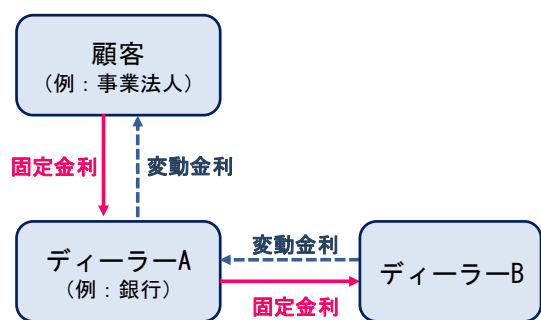 顧客
（例：事業法人）
固定金利
変動金利
ディーラーA
（例：銀行）
変動金利
固定金利
ディーラーB